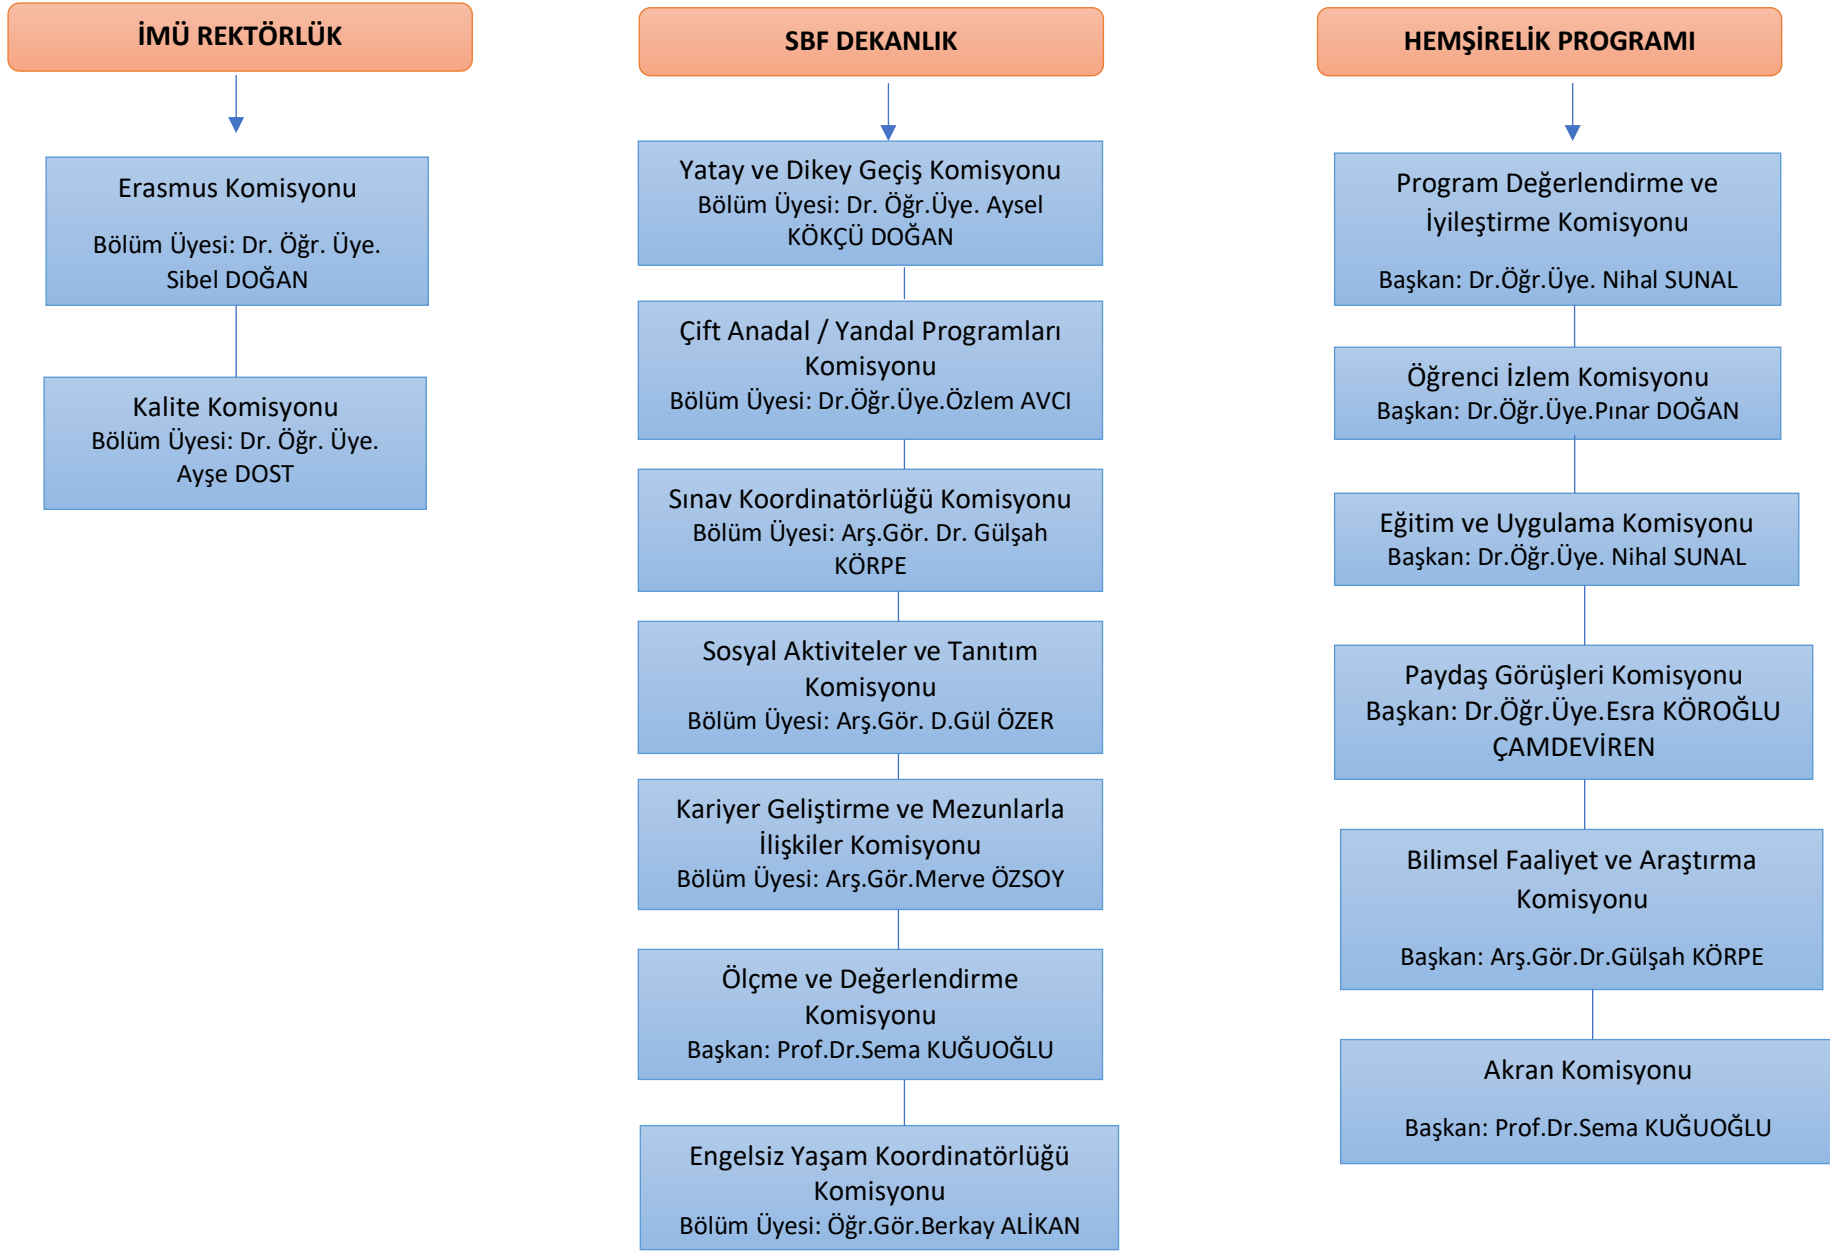 İMÜ REKTÖRLÜK
Erasmus Komisyonu
Bölüm Üyesi: Dr. Öğr. Üye.
Sibel DOĞAN
Kalite Komisyonu
Bölüm Üyesi: Dr. Öğr. Üye.
Ayşe DOST
SBF DEKANLIK
Yatay ve Dikey Geçiş Komisyonu
Bölüm Üyesi: Dr. Öğr.Üye. Aysel
KÖKÇÜ DOĞAN
Çift Anadal / Yandal Programları
Komisyonu
Bölüm Üyesi: Dr.Öğr.Üye.Özlem AVCI
Sınav Koordinatörlüğü Komisyonu
Bölüm Üyesi: Arş.Gör. Dr. Gülşah
KÖRPE
Sosyal Aktiviteler ve Tanıtım
Komisyonu
Bölüm Üyesi: Arş.Gör. D.Gül ÖZER
Kariyer Geliştirme ve Mezunlarla
İlişkiler Komisyonu
Bölüm Üyesi: Arş.Gör.Merve ÖZSOY
Ölçme ve Değerlendirme
Komisyonu
Başkan: Prof.Dr.Sema KUĞUOĞLU
Engelsiz Yaşam Koordinatörlüğü
Komisyonu
Bölüm Üyesi: Öğr.Gör.Berkay ALİKAN
HEMŞİRELİK PROGRAMI
Program Değerlendirme ve
İyileştirme Komisyonu
Başkan: Dr.Öğr.Üye. Nihal SUNAL
Öğrenci İzlem Komisyonu
Başkan: Dr.Öğr.Üye.Pınar DOĞAN
Eğitim ve Uygulama Komisyonu
Başkan: Dr.Öğr.Üye. Nihal SUNAL
Paydaş Görüşleri Komisyonu
Başkan: Dr.Öğr.Üye.Esra KÖROĞLU
ÇAMDEVİREN
Bilimsel Faaliyet ve Araştırma
Komisyonu
Başkan: Arş.Gör.Dr.Gülşah KÖRPE
Akran Komisyonu
Başkan: Prof.Dr.Sema KUĞUOĞLU